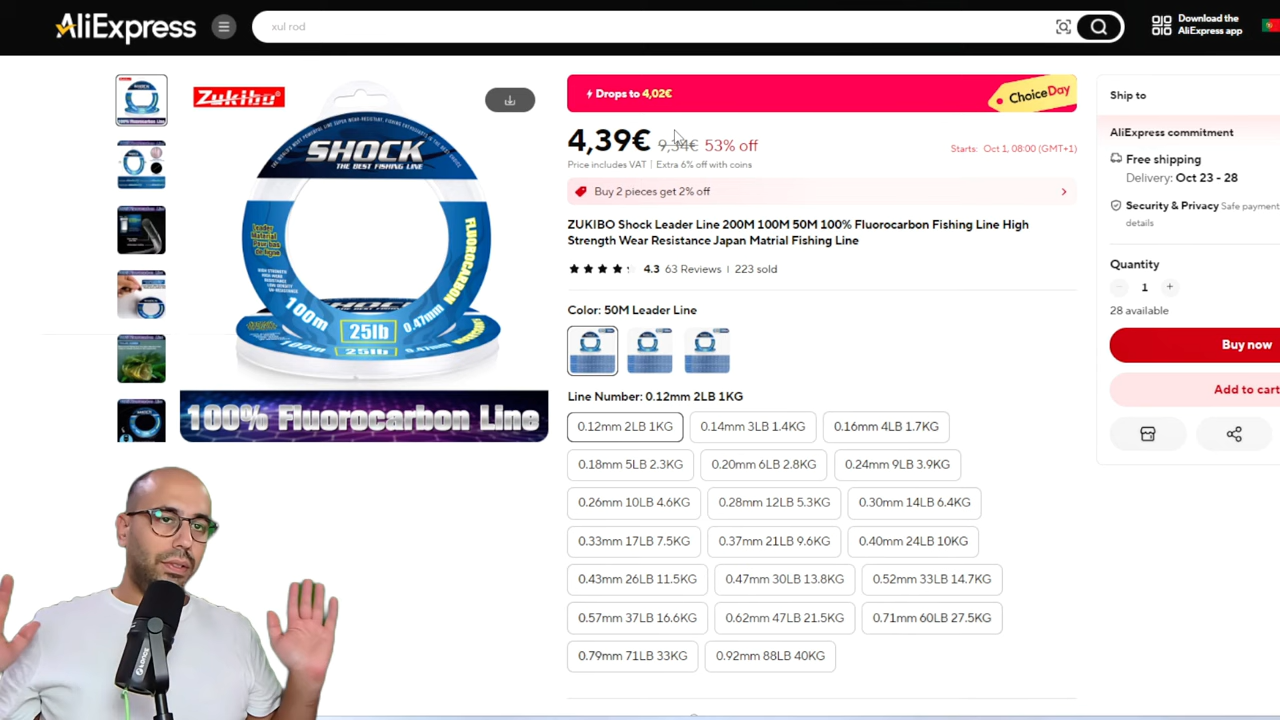 AliExpress
xul rod
Download the
AliExpress app
Zukibo
SHOCK
THE BEST FISHING LINE
Leader
Material
FLUOROCARBON
HIGH STRENGTH
100m
25lb
0.47mm
25lb
100% Fluorocarbon Line
Drops to 4,02€
ChoiceDay
4,39€ 9,34€ 53% off
Starts: Oct 1, 08:00 (GMT+1)
Price includes VAT | Extra 6% off with coins
Buy 2 pieces get 2% off
ZUKIBO Shock Leader Line 200M 100M 50M 100% Fluorocarbon Fishing Line High
Strength Wear Resistance Japan Matrial Fishing Line
4.3 63 Reviews | 223 sold
Color: 50M Leader Line
Line Number: 0.12mm 2LB 1KG
0.12mm 2LB 1KG 0.14mm 3LB 1.4KG 0.16mm 4LB 1.7KG
0.18mm 5LB 2.3KG 0.20mm 6LB 2.8KG 0.24mm 9LB 3.9KG
0.26mm 10LB 4.6KG 0.28mm 12LB 5.3KG 0.30mm 14LB 6.4KG
0.33mm 17LB 7.5KG 0.37mm 21LB 9.6KG 0.40mm 24LB 10KG
0.43mm 26LB 11.5KG 0.47mm 30LB 13.8KG 0.52mm 33LB 14.7KG
0.57mm 37LB 16.6KG 0.62mm 47LB 21.5KG 0.71mm 60LB 27.5KG
0.79mm 71LB 33KG 0.92mm 88LB 40KG
Ship to
AliExpress commitment
Free shipping
Delivery: Oct 23 - 28
Security & Privacy Safe payment
details
Quantity
- 1 +
28 available
Buy now
Add to cart